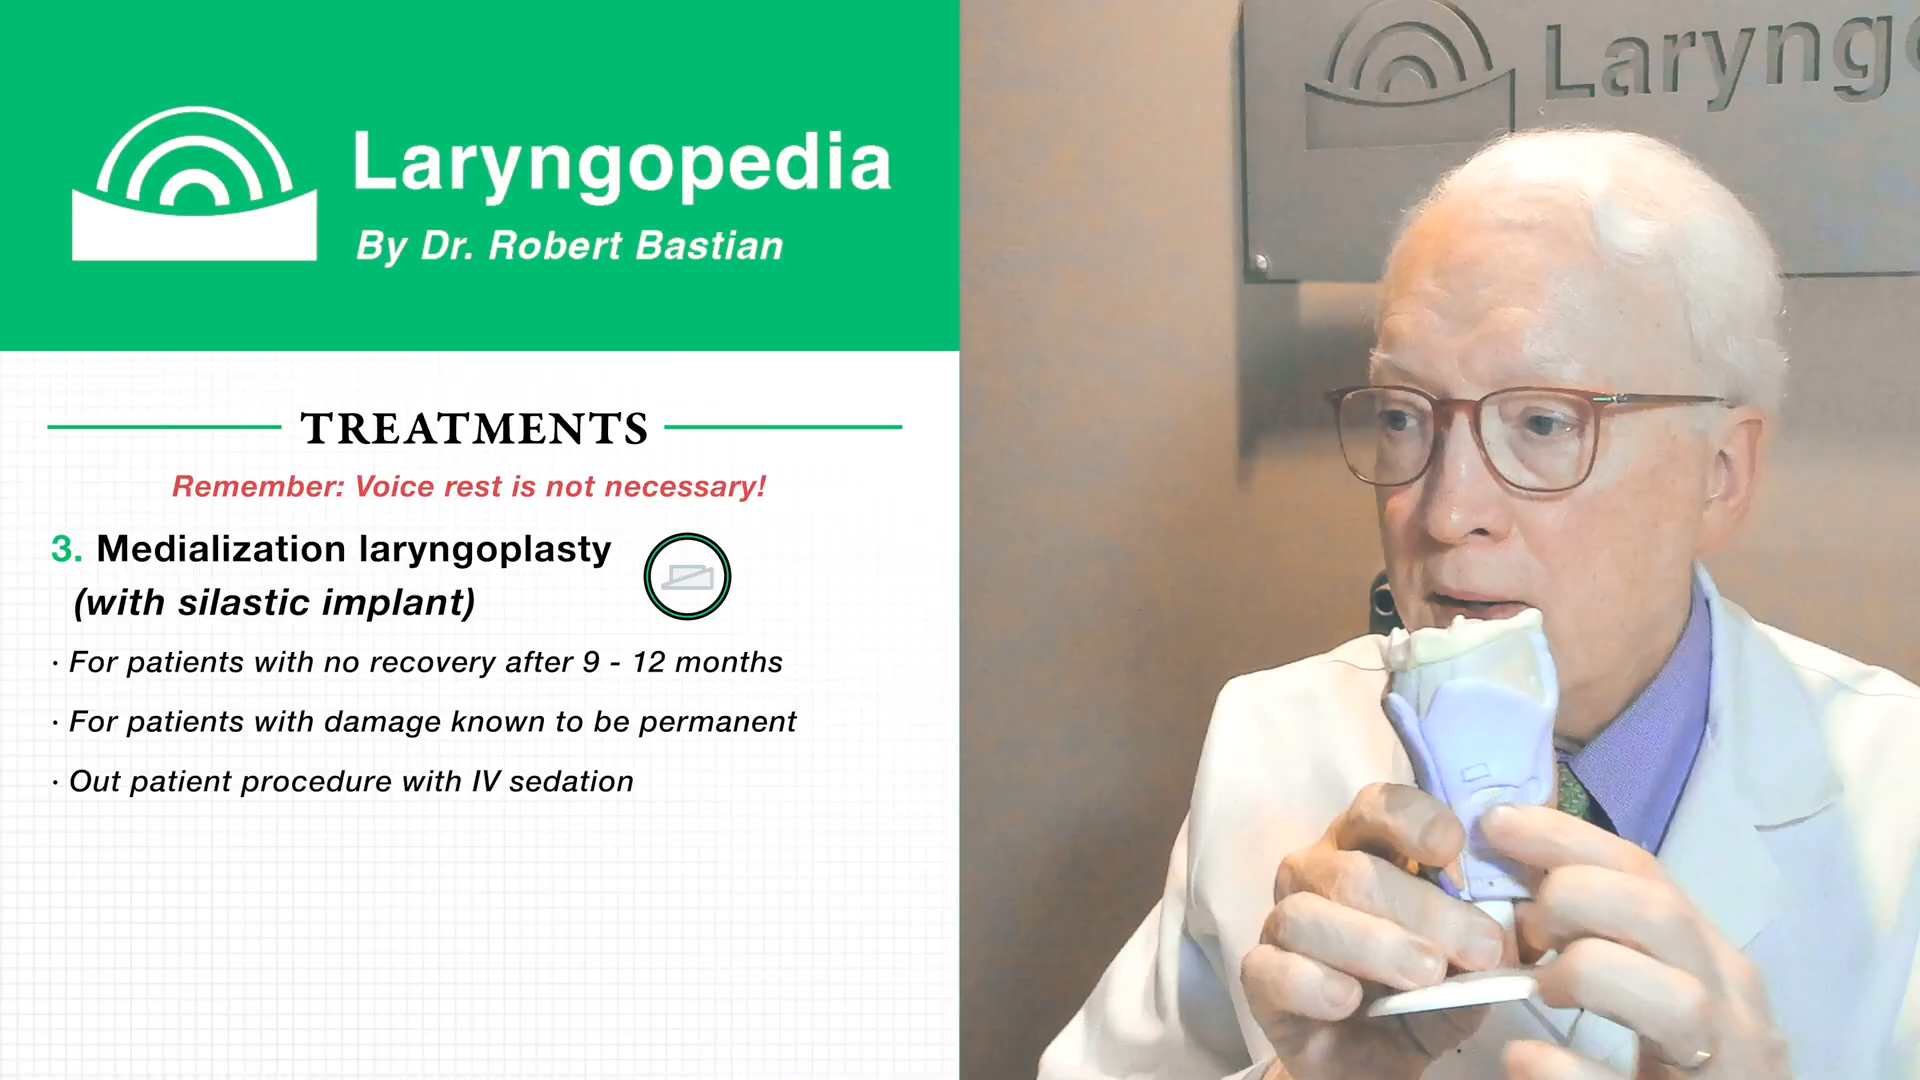 Laryngopedia
By Dr. Robert Bastian
TREATMENTS
Remember: Voice rest is not necessary!
3. Medialization laryngoplasty
(with silastic implant)
· For patients with no recovery after 9 - 12 months
· For patients with damage known to be permanent
· Out patient procedure with IV sedation
Laryngo